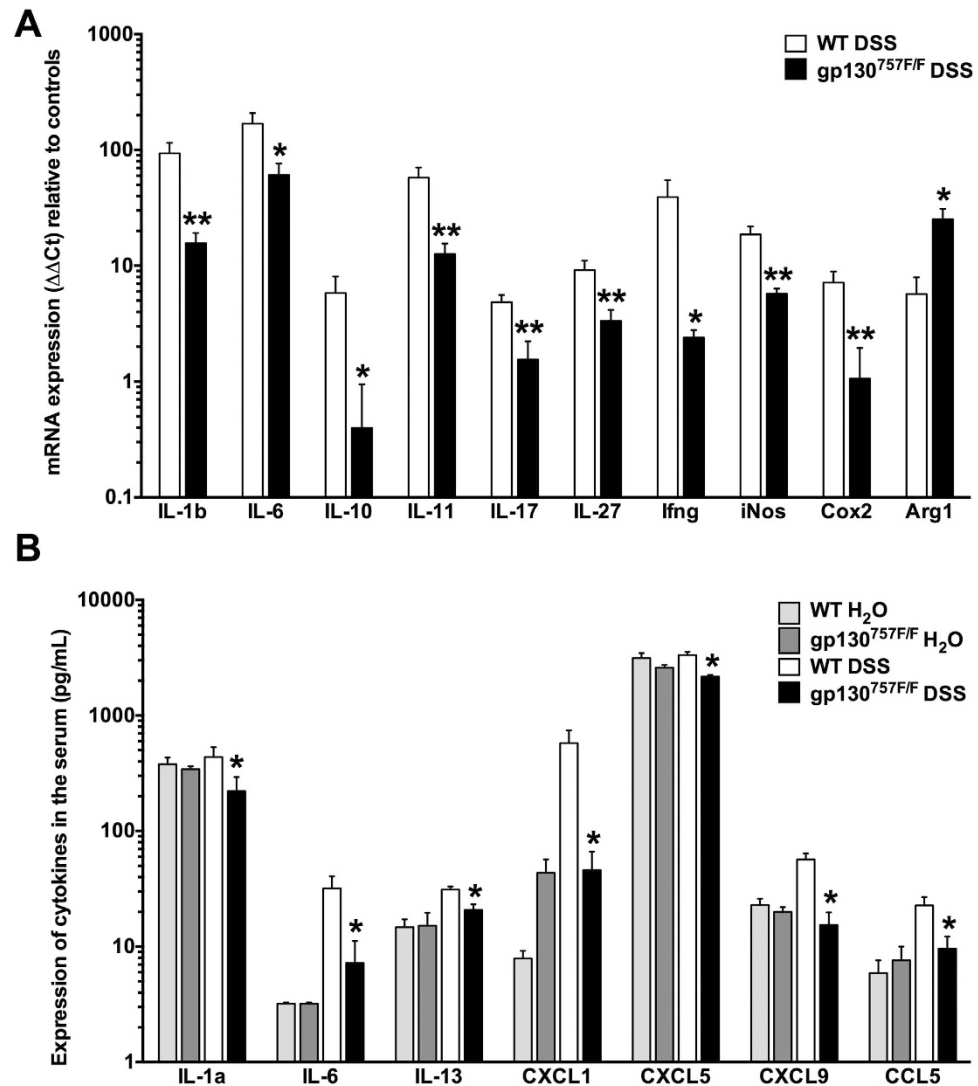 A
mRNA expression (ΔΔCt) relative to controls
1000
100
10
1
0.1
WT DSS
gp130⁷⁵⁷ᶠ/ᶠ DSS
** * * ** ** ** * ** ** *
IL-1b IL-6 IL-10 IL-11 IL-17 IL-27 Ifng iNos Cox2 Arg1
B
Expression of cytokines in the serum (pg/mL)
10000
1000
100
10
1
WT H₂O
gp130⁷⁵⁷ᶠ/ᶠ H₂O
WT DSS
gp130⁷⁵⁷ᶠ/ᶠ DSS
* * * * * * *
IL-1a IL-6 IL-13 CXCL1 CXCL5 CXCL9 CCL5